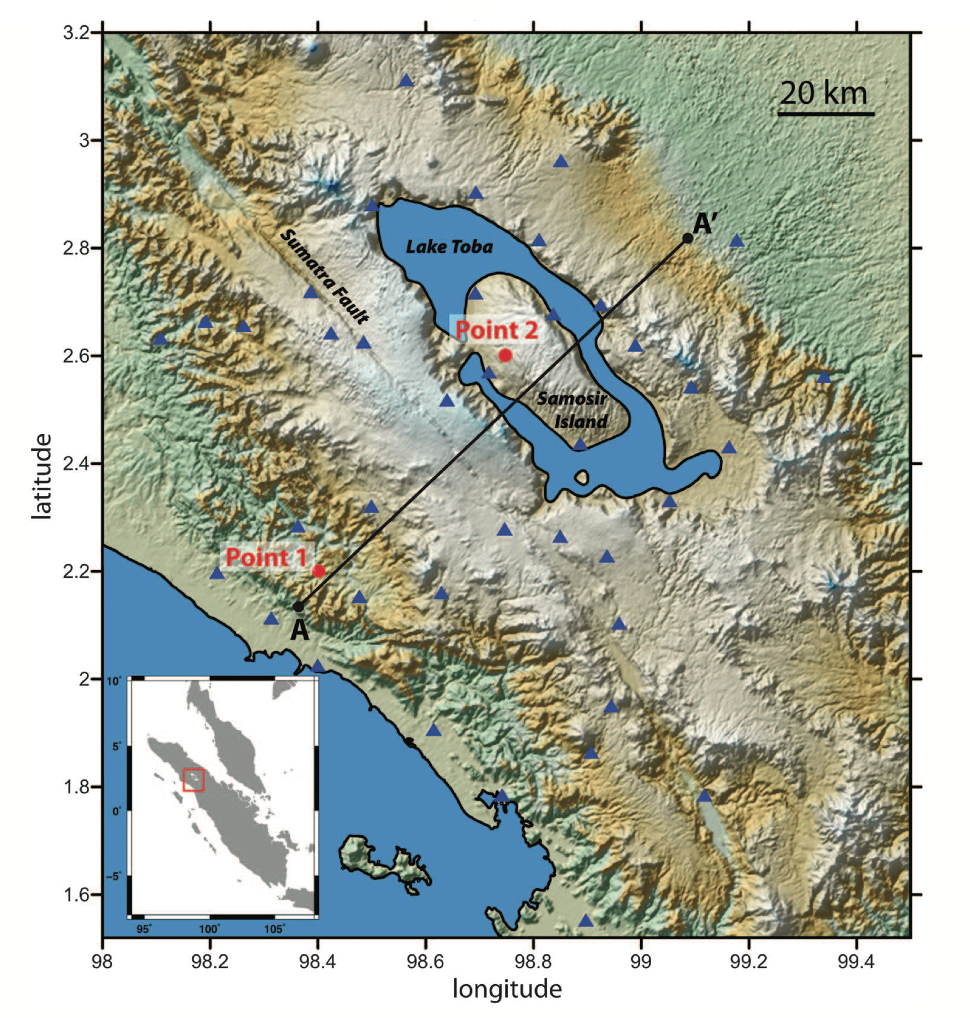 3.2
20 km
3
A′
2.8
Lake Toba
Sumatra Fault
2.6
Point 2
Samosir
Island
latitude
2.4
2.2
Point 1
A
2
10°
5°
0°
−5°
95°
100°
105°
1.8
1.6
98
98.2
98.4
98.6
98.8
99
99.2
99.4
longitude